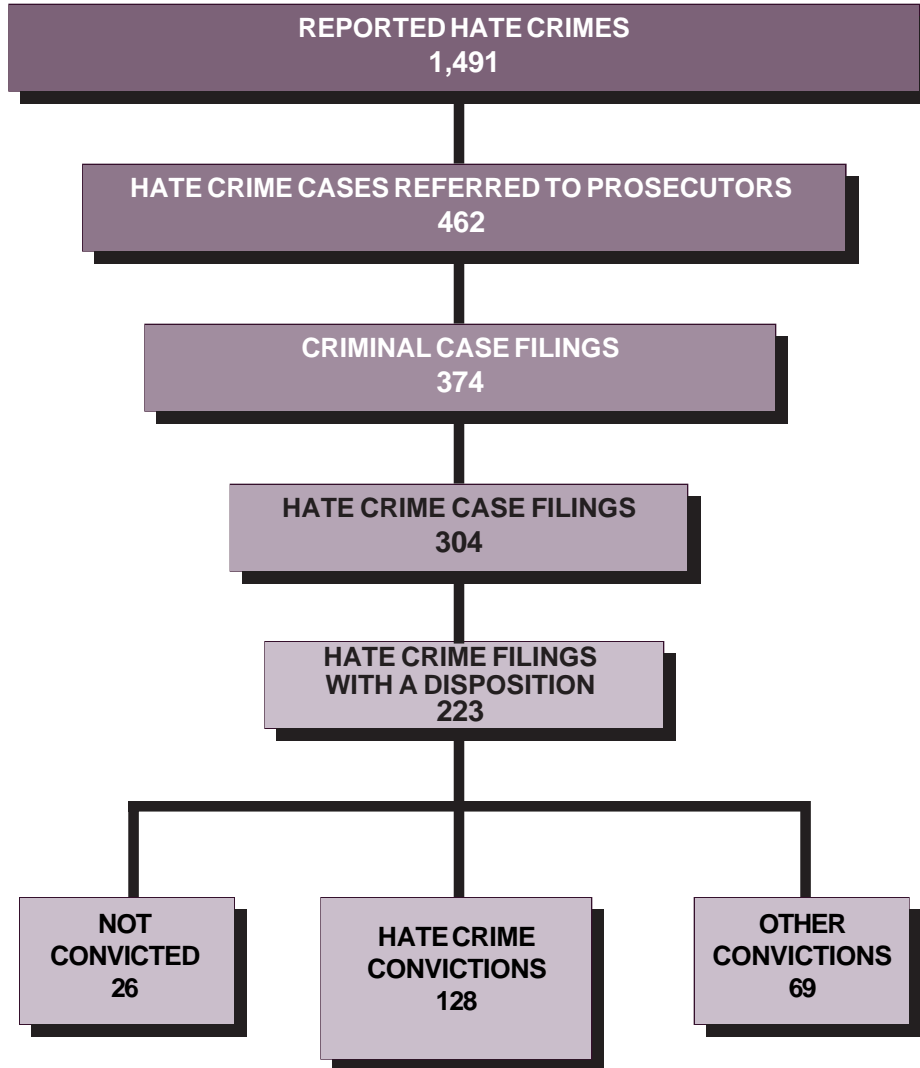 REPORTED HATE CRIMES
1,491
HATE CRIME CASES REFERRED TO PROSECUTORS
462
CRIMINAL CASE FILINGS
374
HATE CRIME CASE FILINGS
304
HATE CRIME FILINGS
WITH A DISPOSITION
223
NOT
CONVICTED
26
HATE CRIME
CONVICTIONS
128
OTHER
CONVICTIONS
69